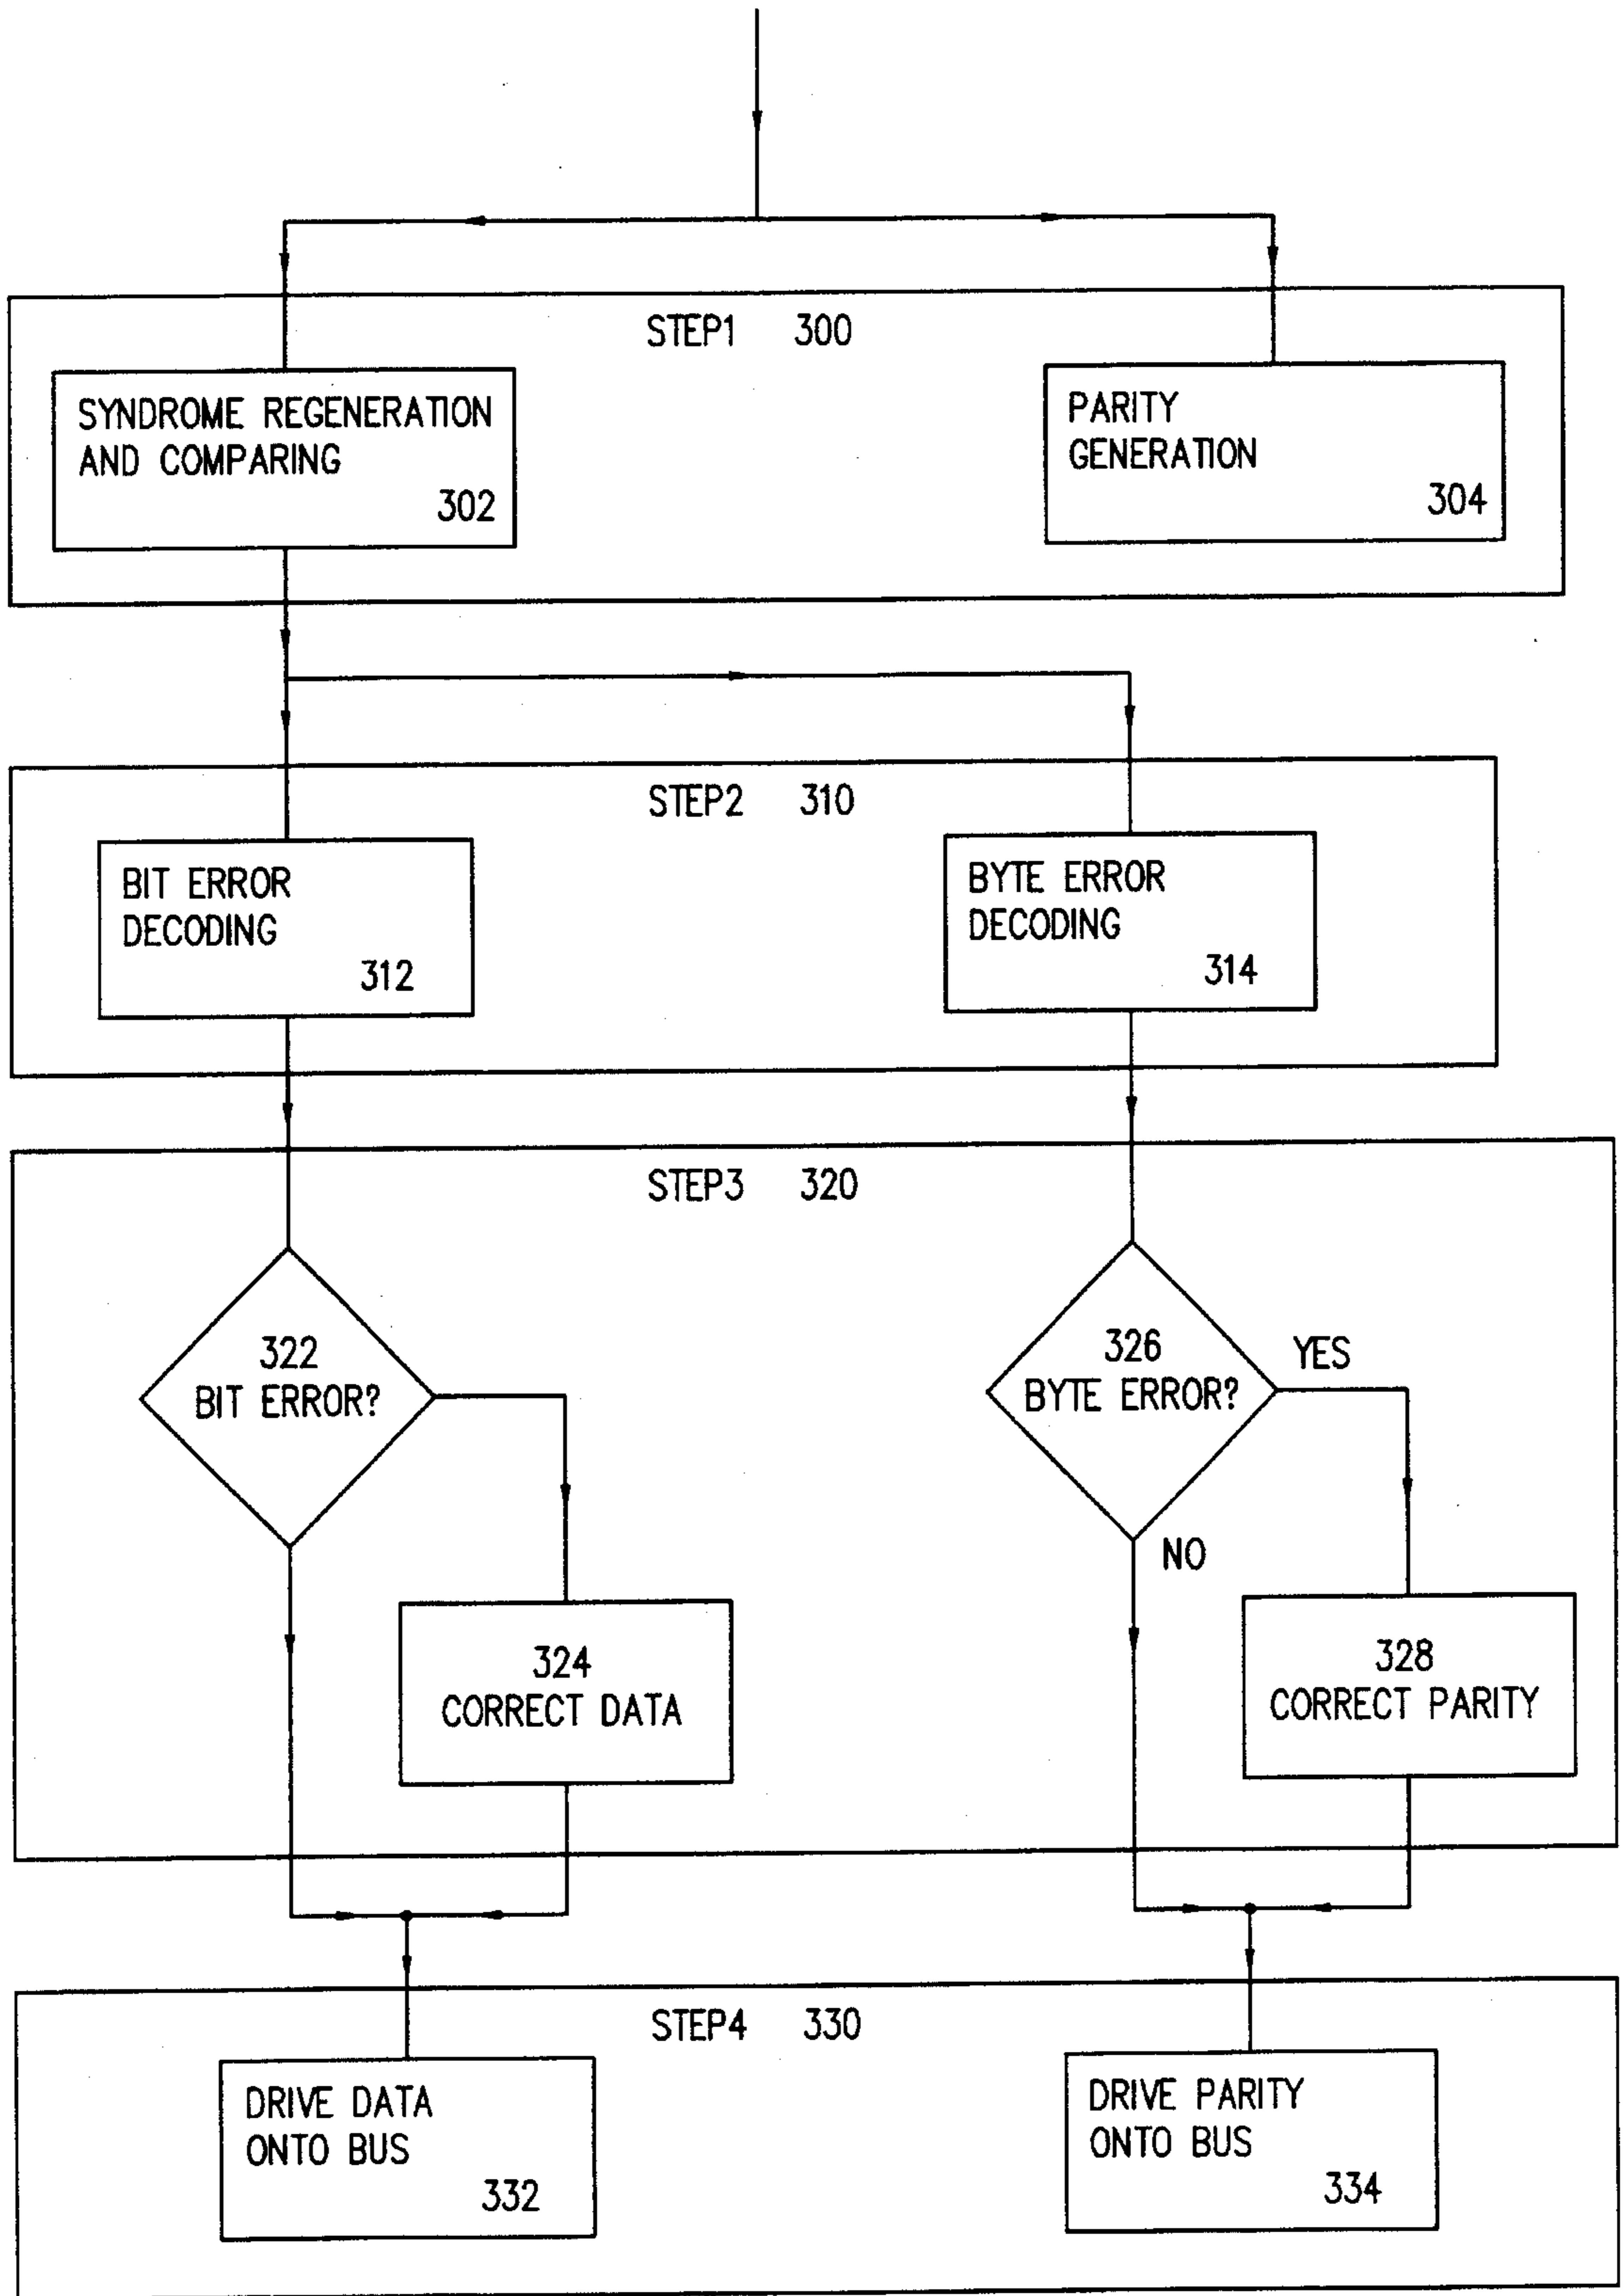 STEP1 300
SYNDROME REGENERATION
AND COMPARING
302
PARITY
GENERATION
304
STEP2 310
BIT ERROR
DECODING
312
BYTE ERROR
DECODING
314
STEP3 320
322
BIT ERROR?
326
BYTE ERROR?
YES
NO
324
CORRECT DATA
328
CORRECT PARITY
STEP4 330
DRIVE DATA
ONTO BUS
332
DRIVE PARITY
ONTO BUS
334